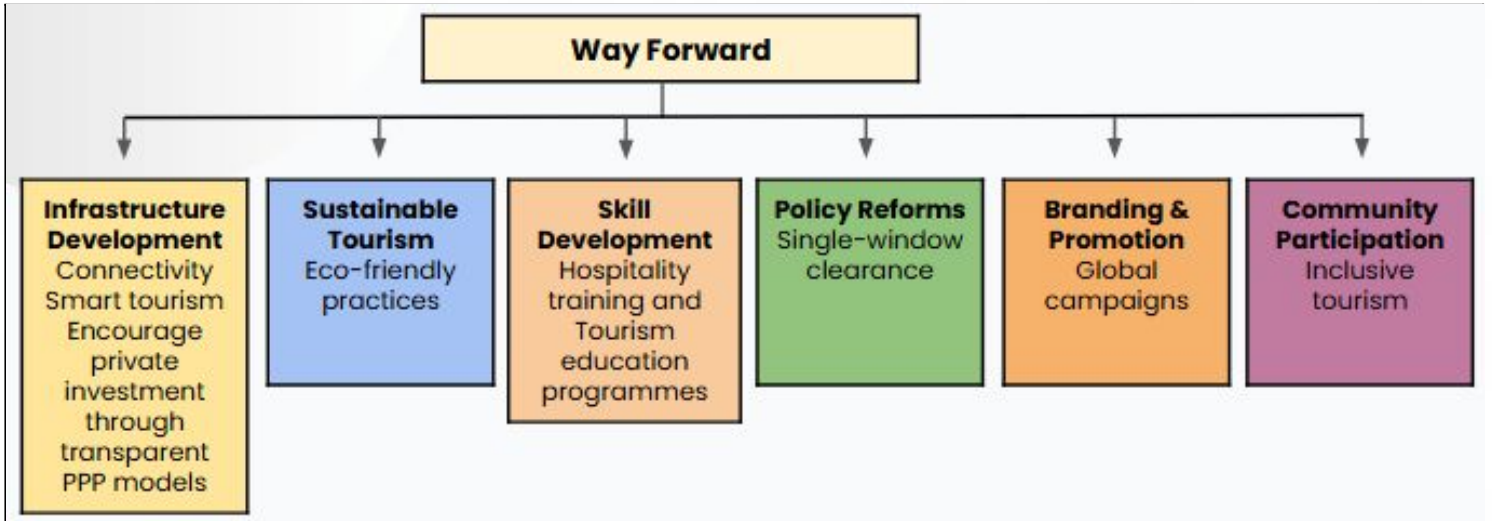 Way Forward
Infrastructure
Development
Connectivity
Smart tourism
Encourage
private
investment
through
transparent
PPP models
Sustainable
Tourism
Eco-friendly
practices
Skill
Development
Hospitality
training and
Tourism
education
programmes
Policy Reforms
Single-window
clearance
Branding &
Promotion
Global
campaigns
Community
Participation
Inclusive
tourism